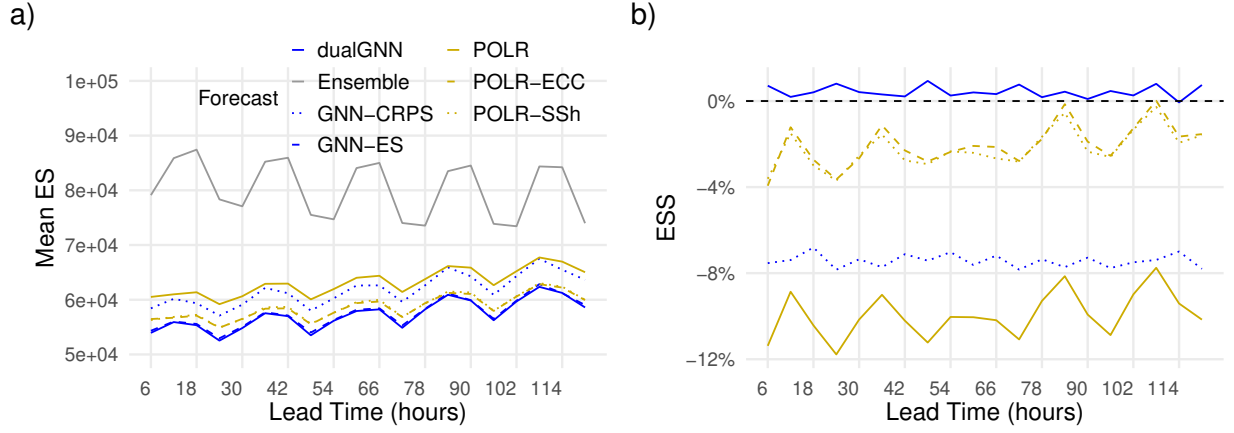 a)
dualGNN
Ensemble
GNN−CRPS
GNN−ES
POLR
POLR−ECC
POLR−SSh
Forecast
1e+05
9e+04
8e+04
7e+04
6e+04
5e+04
Mean ES
6 18 30 42 54 66 78 90 102 114
Lead Time (hours)
b)
0%
−4%
−8%
−12%
ESS
6 18 30 42 54 66 78 90 102 114
Lead Time (hours)